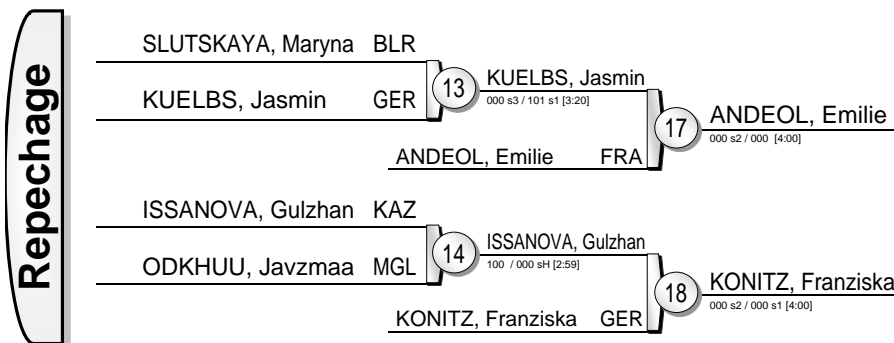 Repechage
SLUTSKAYA, Maryna BLR
KUELBS, Jasmin GER
13
KUELBS, Jasmin
000 s3 / 101 s1 [3:20]
ANDEOL, Emilie FRA
17
ANDEOL, Emilie
000 s2 / 000 [4:00]
ISSANOVA, Gulzhan KAZ
ODKHUU, Javzmaa MGL
14
ISSANOVA, Gulzhan
100 / 000 sH [2:59]
KONITZ, Franziska GER
18
KONITZ, Franziska
000 s2 / 000 s1 [4:00]